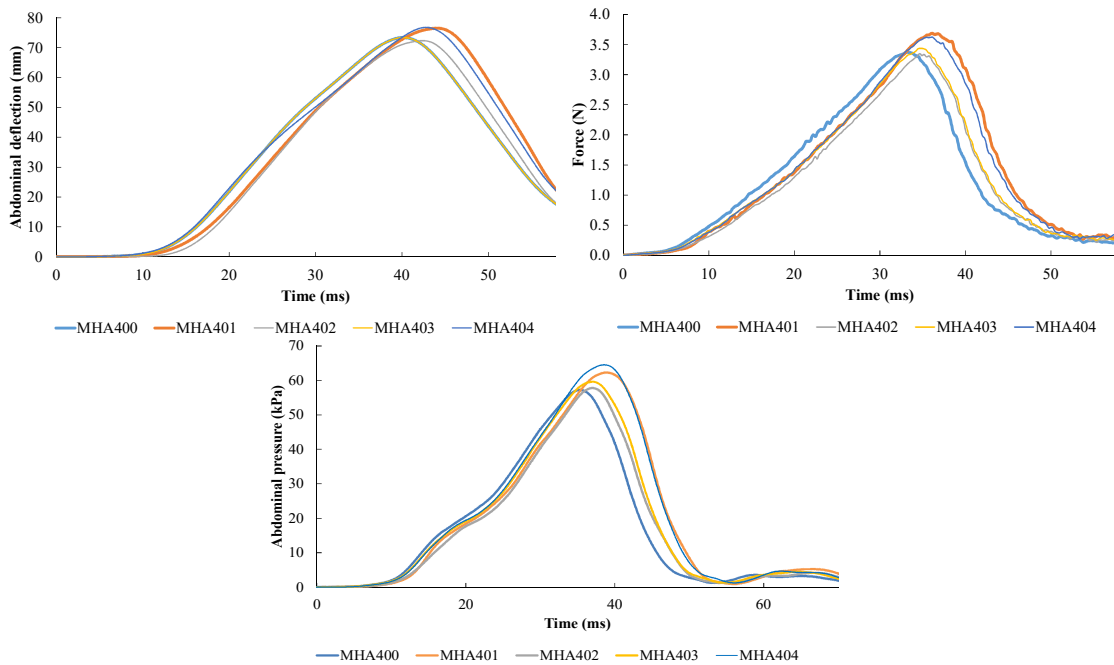 Abdominal deflection (mm)
80
70
60
50
40
30
20
10
0
0 10 20 30 40 50
Time (ms)
MHA400 MHA401 MHA402 MHA403 MHA404
Force (N)
4.0
3.5
3.0
2.5
2.0
1.5
1.0
0.5
0.0
0 10 20 30 40 50
Time (ms)
MHA400 MHA401 MHA402 MHA403 MHA404
Abdominal pressure (kPa)
70
60
50
40
30
20
10
0
0 20 40 60
Time (ms)
MHA400 MHA401 MHA402 MHA403 MHA404